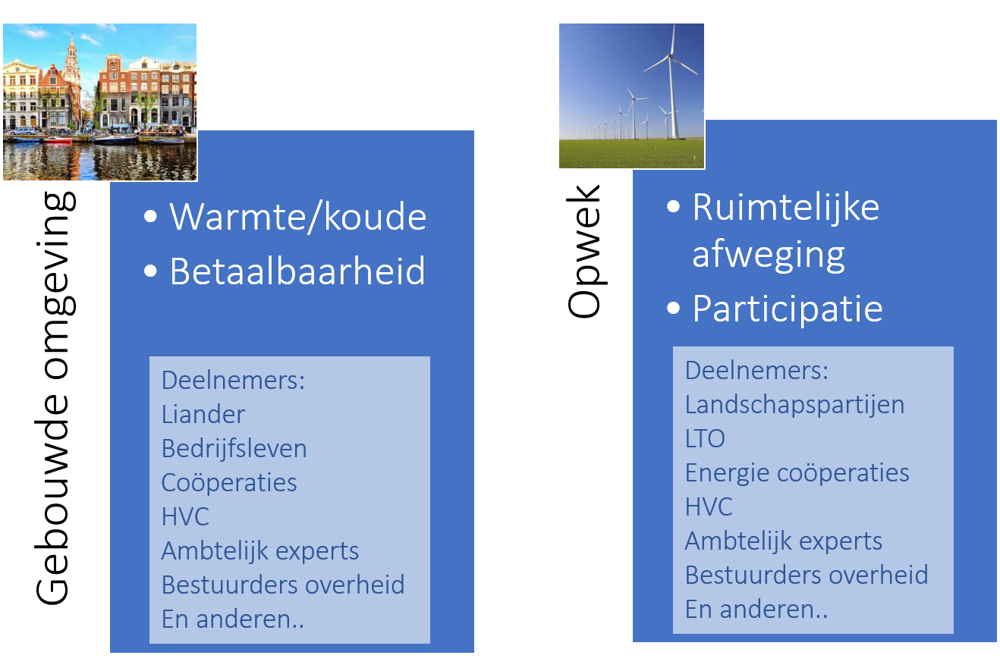 Gebouwde omgeving
• Warmte/koude
• Betaalbaarheid
Deelnemers:
Liander
Bedrijfsleven
Coöperaties
HVC
Ambtelijk experts
Bestuurders overheid
En anderen..
Opwek
• Ruimtelijke
afweging
• Participatie
Deelnemers:
Landschapspartijen
LTO
Energie coöperaties
HVC
Ambtelijk experts
Bestuurders overheid
En anderen..